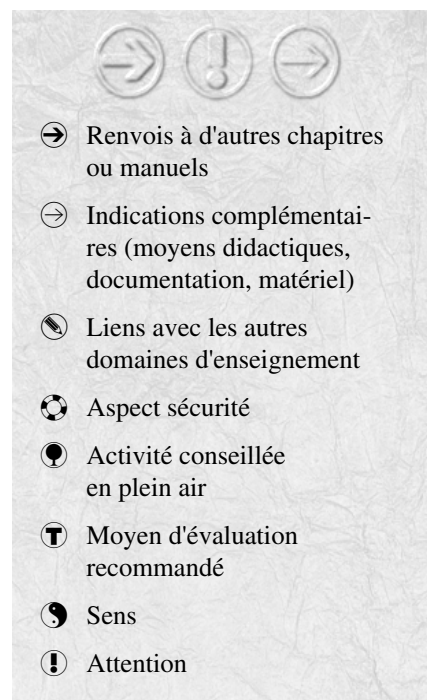 Renvois à d'autres chapitres
ou manuels
Indications complémentai-
res (moyens didactiques,
documentation, matériel)
Liens avec les autres
domaines d'enseignement
Aspect sécurité
Activité conseillée
en plein air
T Moyen d'évaluation
recommandé
Sens
! Attention